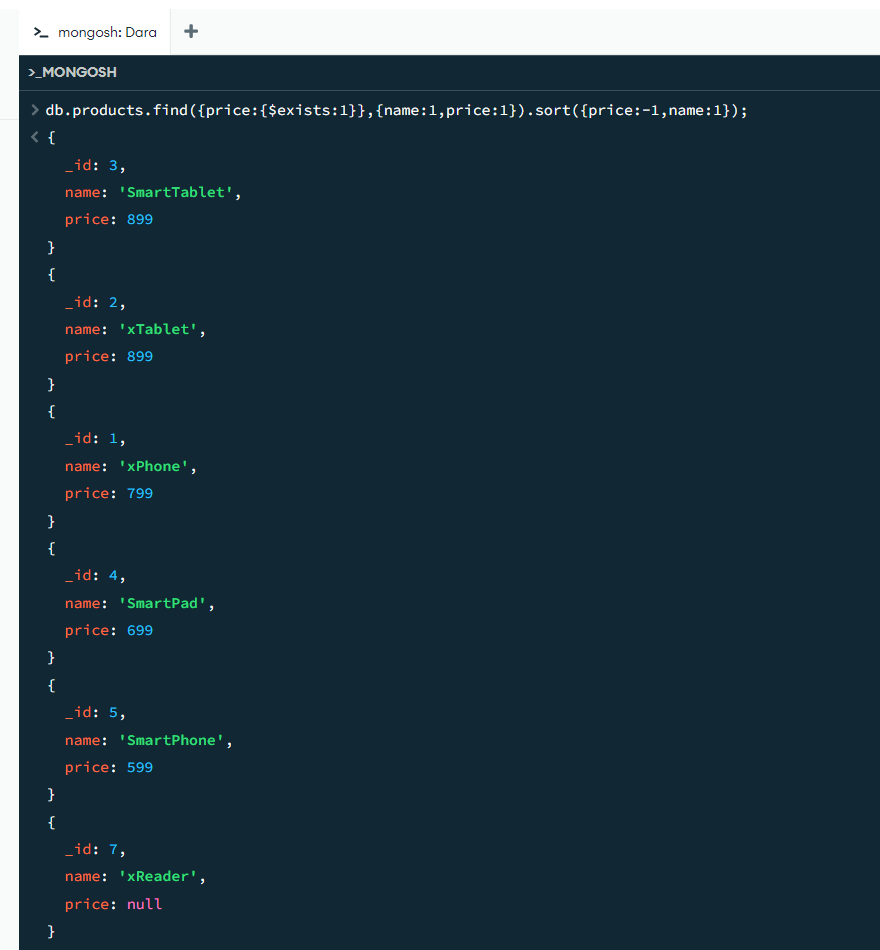 >_ mongosh: Dara +
>_MONGOSH
> db.products.find({price:{$exists:1}},{name:1,price:1}).sort({price:-1,name:1});
< {
_id: 3,
name: 'SmartTablet',
price: 899
}
{
_id: 2,
name: 'xTablet',
price: 899
}
{
_id: 1,
name: 'xPhone',
price: 799
}
{
_id: 4,
name: 'SmartPad',
price: 699
}
{
_id: 5,
name: 'SmartPhone',
price: 599
}
{
_id: 7,
name: 'xReader',
price: null
}